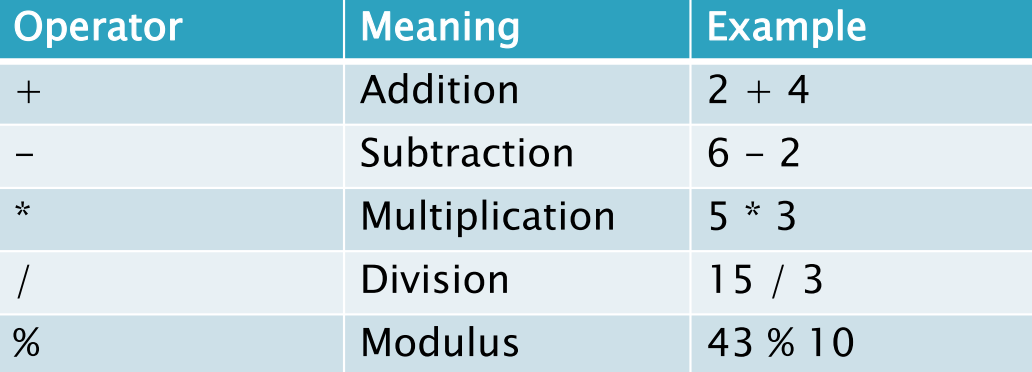 Operator Meaning Example
+ Addition 2 + 4
- Subtraction 6 - 2
* Multiplication 5 * 3
/ Division 15 / 3
% Modulus 43 % 10